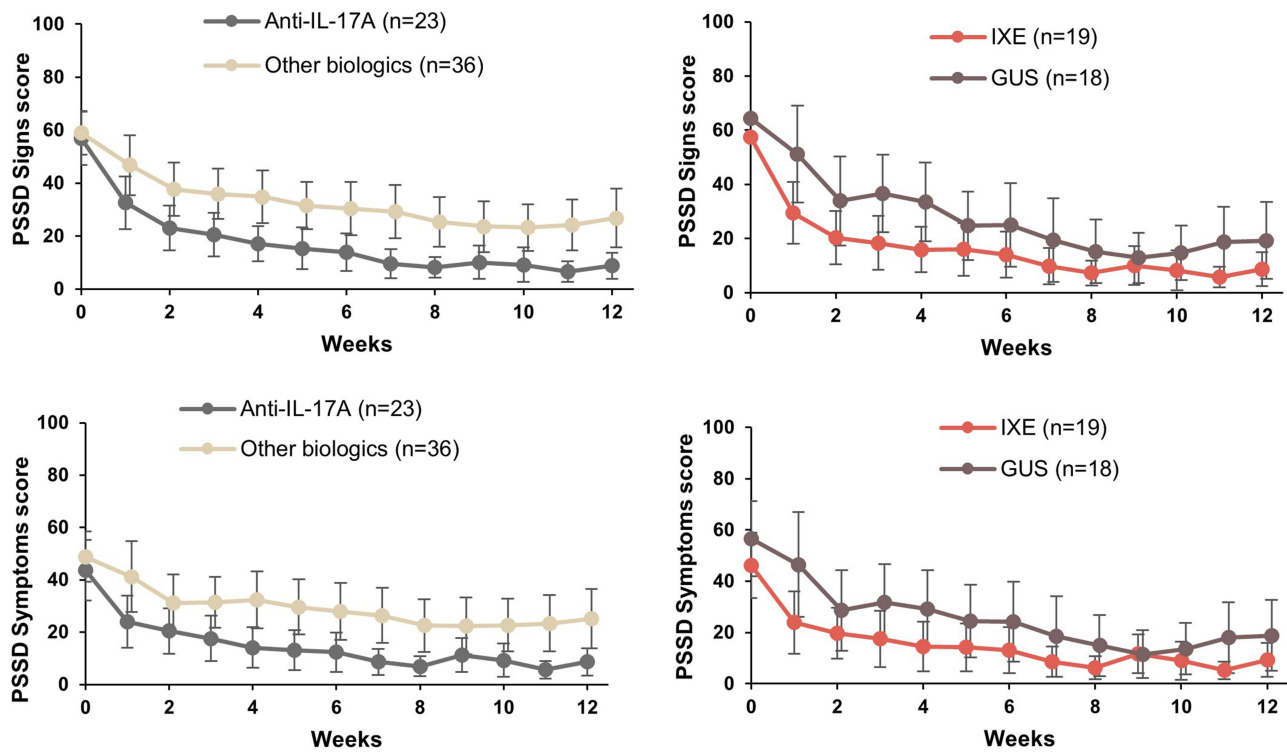 Anti-IL-17A (n=23)
Other biologics (n=36)
PSSD Signs score
100
80
60
40
20
0
0 2 4 6 8 10 12
Weeks
IXE (n=19)
GUS (n=18)
PSSD Signs score
100
80
60
40
20
0
0 2 4 6 8 10 12
Weeks
Anti-IL-17A (n=23)
Other biologics (n=36)
PSSD Symptoms score
100
80
60
40
20
0
0 2 4 6 8 10 12
Weeks
IXE (n=19)
GUS (n=18)
PSSD Symptoms score
100
80
60
40
20
0
0 2 4 6 8 10 12
Weeks